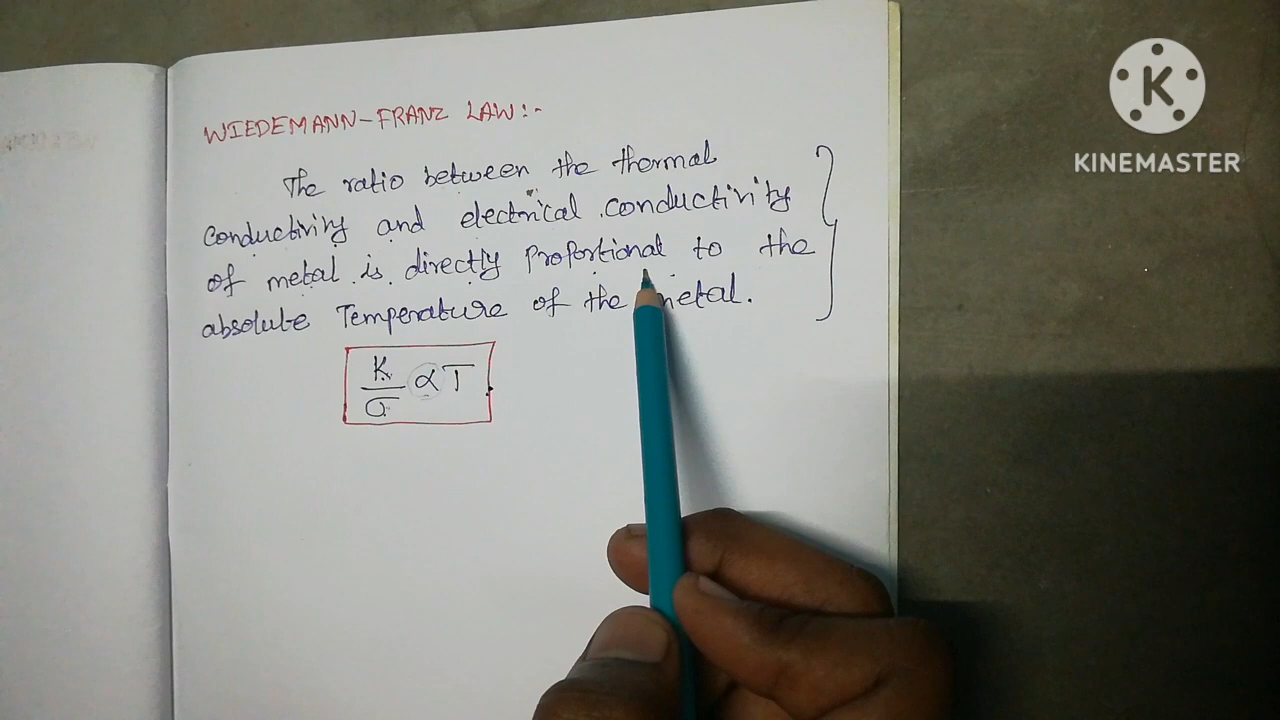 WIEDEMANN-FRANZ LAW:-
The ratio between the thermal
conductivity and electrical conductivity
of metal is directly proportional to the
absolute Temperature of the metal.
K/σ ∝ T
KINEMASTER